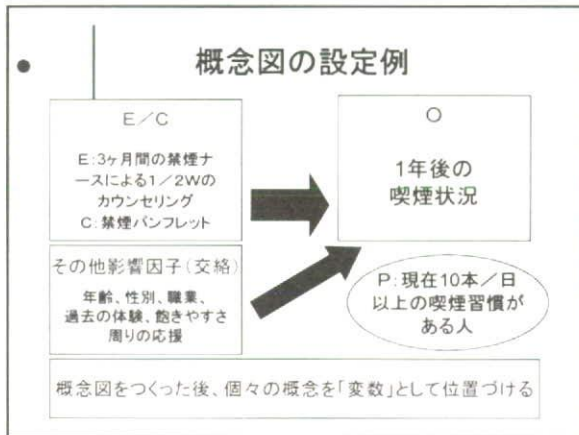 概念図の設定例
E／C
E:3ヶ月間の禁煙ナ
ースによる1／2Wの
カウンセリング
C:禁煙パンフレット
O
1年後の
喫煙状況
その他影響因子(交絡)
年齢、性別、職業、
過去の体験、飽きやすさ
周りの応援
P:現在10本／日
以上の喫煙習慣が
ある人
概念図をつくった後、個々の概念を「変数」として位置づける